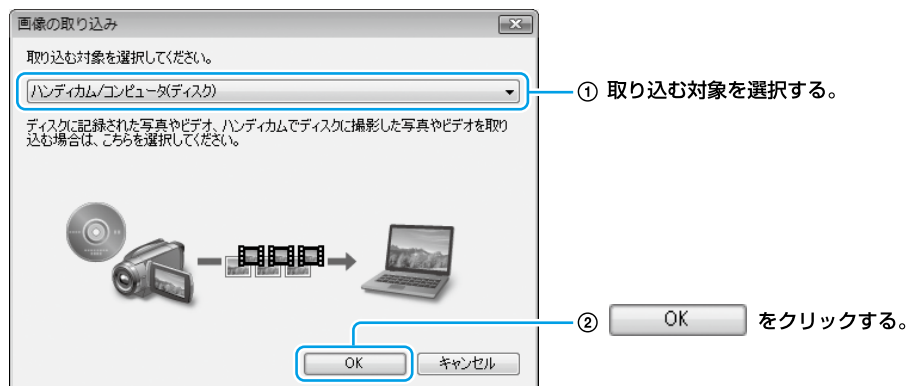 画像の取り込み
取り込む対象を選択してください。
ハンディカム/コンピュータ(ディスク)
① 取り込む対象を選択する。
ディスクに記録された写真やビデオ、ハンディカムでディスクに撮影した写真やビデオを取り
込む場合は、こちらを選択してください。
② OK をクリックする。
OK
キャンセル